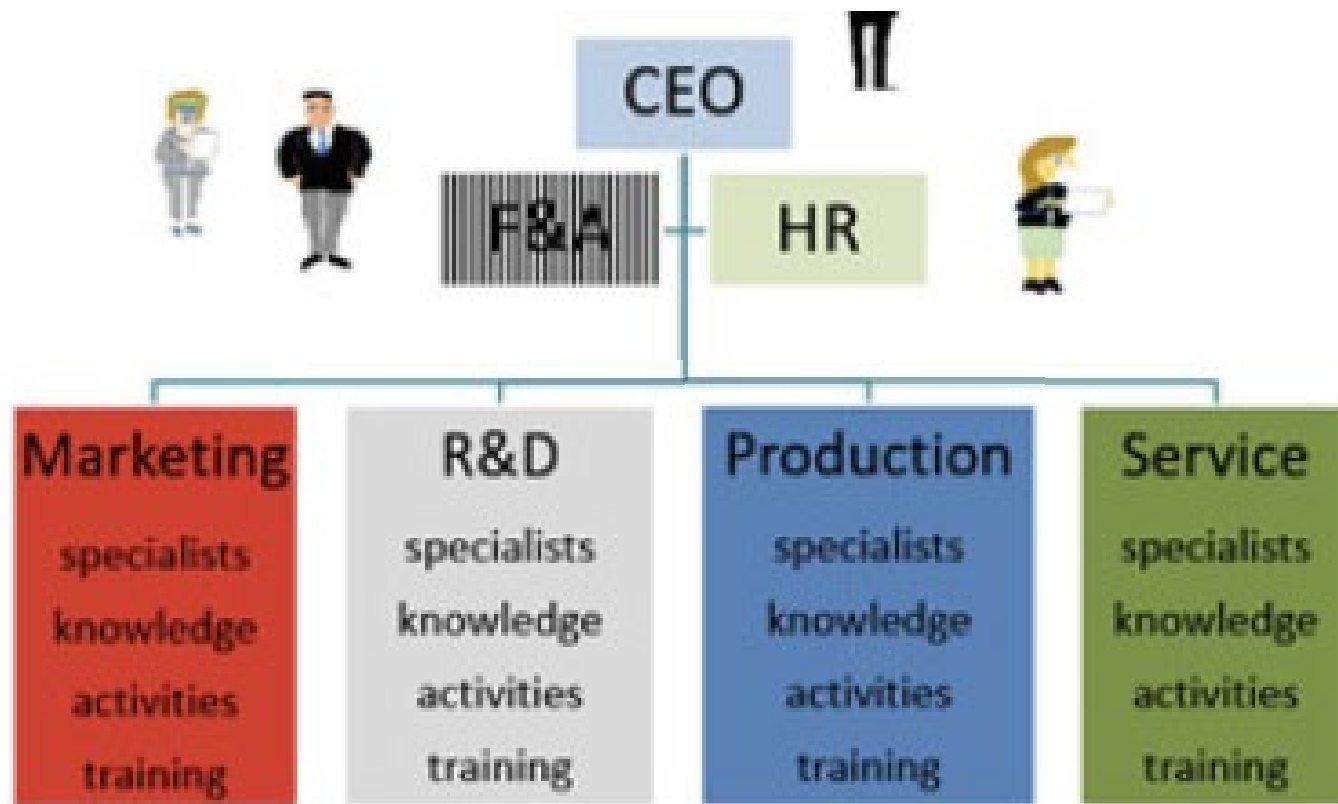 CEO
F&A
HR
Marketing
specialists
knowledge
activities
training
R&D
specialists
knowledge
activities
training
Production
specialists
knowledge
activities
training
Service
specialists
knowledge
activities
training